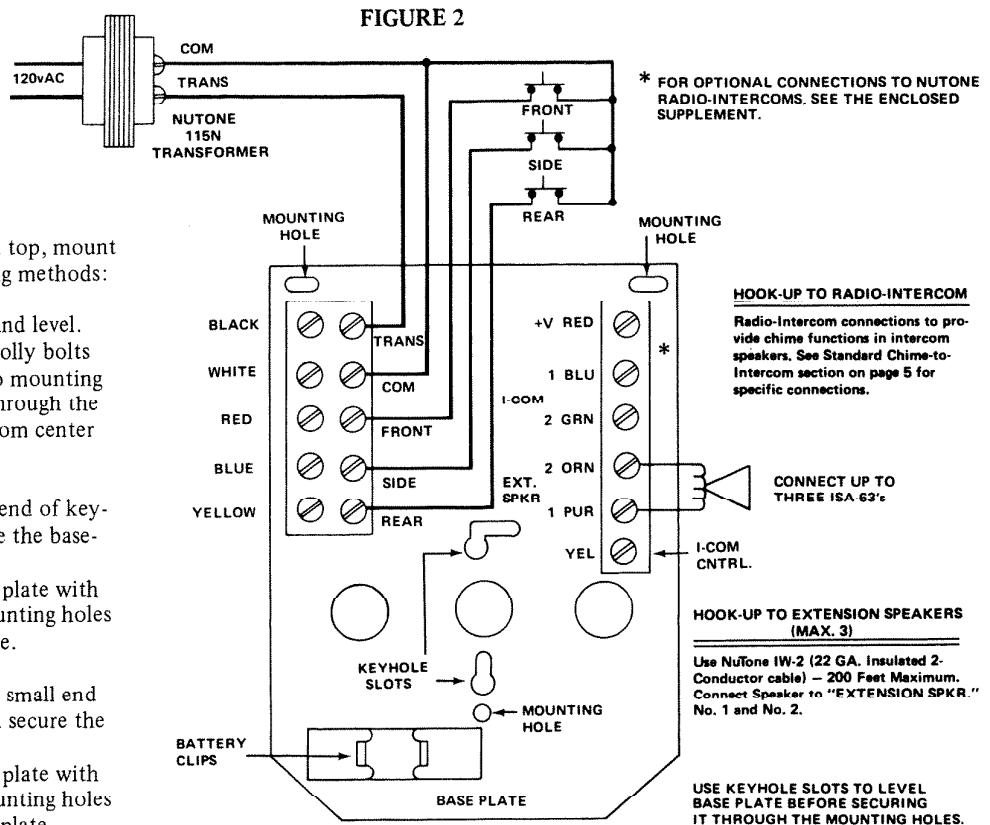 FIGURE 2
COM
120vAC
TRANS
NUTONE
115N
TRANSFORMER
FRONT
SIDE
REAR
* FOR OPTIONAL CONNECTIONS TO NUTONE
RADIO-INTERCOMS. SEE THE ENCLOSED
SUPPLEMENT.
top, mount
g methods:
nd level.
olly bolts
o mounting
hrough the
om center
end of key-
e the base-
plate with
unting holes
e.
small end
secure the
plate with
unting holes
plate
MOUNTING
HOLE
MOUNTING
HOLE
BLACK
TRANS
WHITE
COM
RED
FRONT
BLUE
SIDE
YELLOW
REAR
+V RED
*
1 BLU
I-COM
2 GRN
2 ORN
EXT.
SPKR
1 PUR
YEL
I-COM
CNTRL.
HOOK-UP TO RADIO-INTERCOM
Radio-Intercom connections to pro-
vide chime functions in intercom
speakers. See Standard Chime-to-
Intercom section on page 5 for
specific connections.
CONNECT UP TO
THREE ISA-63's
HOOK-UP TO EXTENSION SPEAKERS
(MAX. 3)
Use NuTone IW-2 (22 GA. Insulated 2-
Conductor cable) — 200 Feet Maximum.
Connect Speaker to "EXTENSION SPKR."
No. 1 and No. 2.
KEYHOLE
SLOTS
MOUNTING
HOLE
BATTERY
CLIPS
BASE PLATE
USE KEYHOLE SLOTS TO LEVEL
BASE PLATE BEFORE SECURING
IT THROUGH THE MOUNTING HOLES.